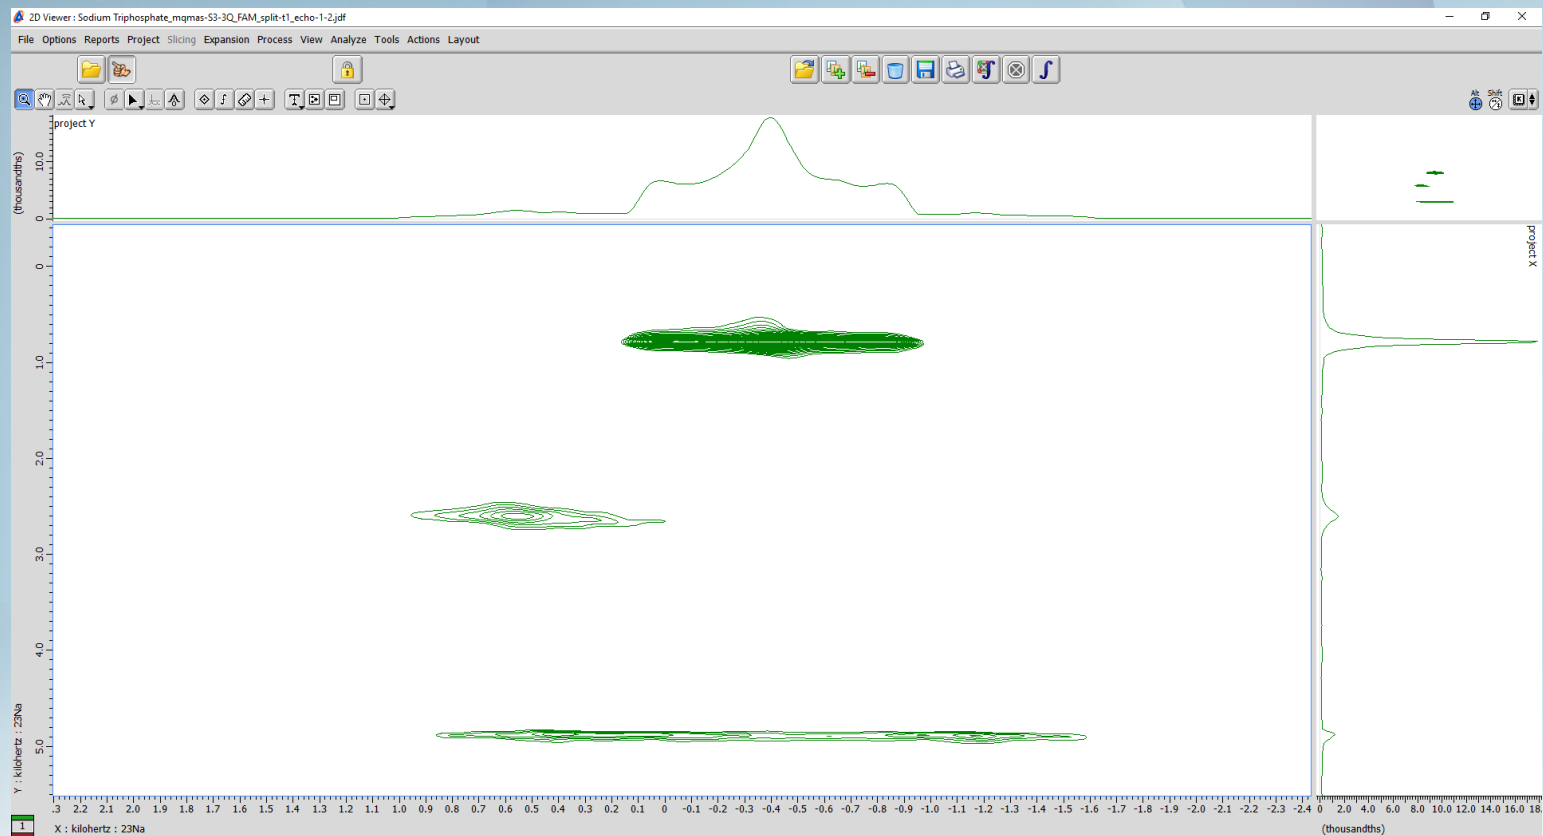 2D Viewer : Sodium Triphosphate_mqmas-S3-3Q_FAM_split-t1_echo-1-2.jdf
File Options Reports Project Slicing Expansion Process View Analyze Tools Actions Layout
Alt Shift
project Y
(thousandths)
10.0
0
project X
0
1.0
2.0
3.0
4.0
5.0
Y : kilohertz : 23Na
.3 2.2 2.1 2.0 1.9 1.8 1.7 1.6 1.5 1.4 1.3 1.2 1.1 1.0 0.9 0.8 0.7 0.6 0.5 0.4 0.3 0.2 0.1 0 -0.1 -0.2 -0.3 -0.4 -0.5 -0.6 -0.7 -0.8 -0.9 -1.0 -1.1 -1.2 -1.3 -1.4 -1.5 -1.6 -1.7 -1.8 -1.9 -2.0 -2.1 -2.2 -2.3 -2.4
0 2.0 4.0 6.0 8.0 10.0 12.0 14.0 16.0 18.
1
X : kilohertz : 23Na
(thousandths)